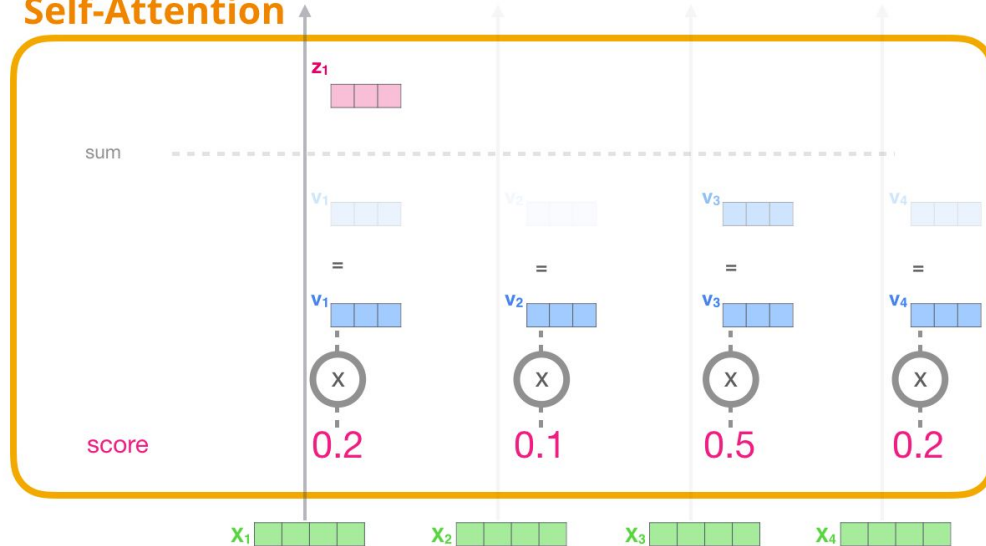 Self-Attention
z1
sum
v1 v2 v3 v4
= = = =
v1 v2 v3 v4
X X X X
score 0.2 0.1 0.5 0.2
X1 X2 X3 X4